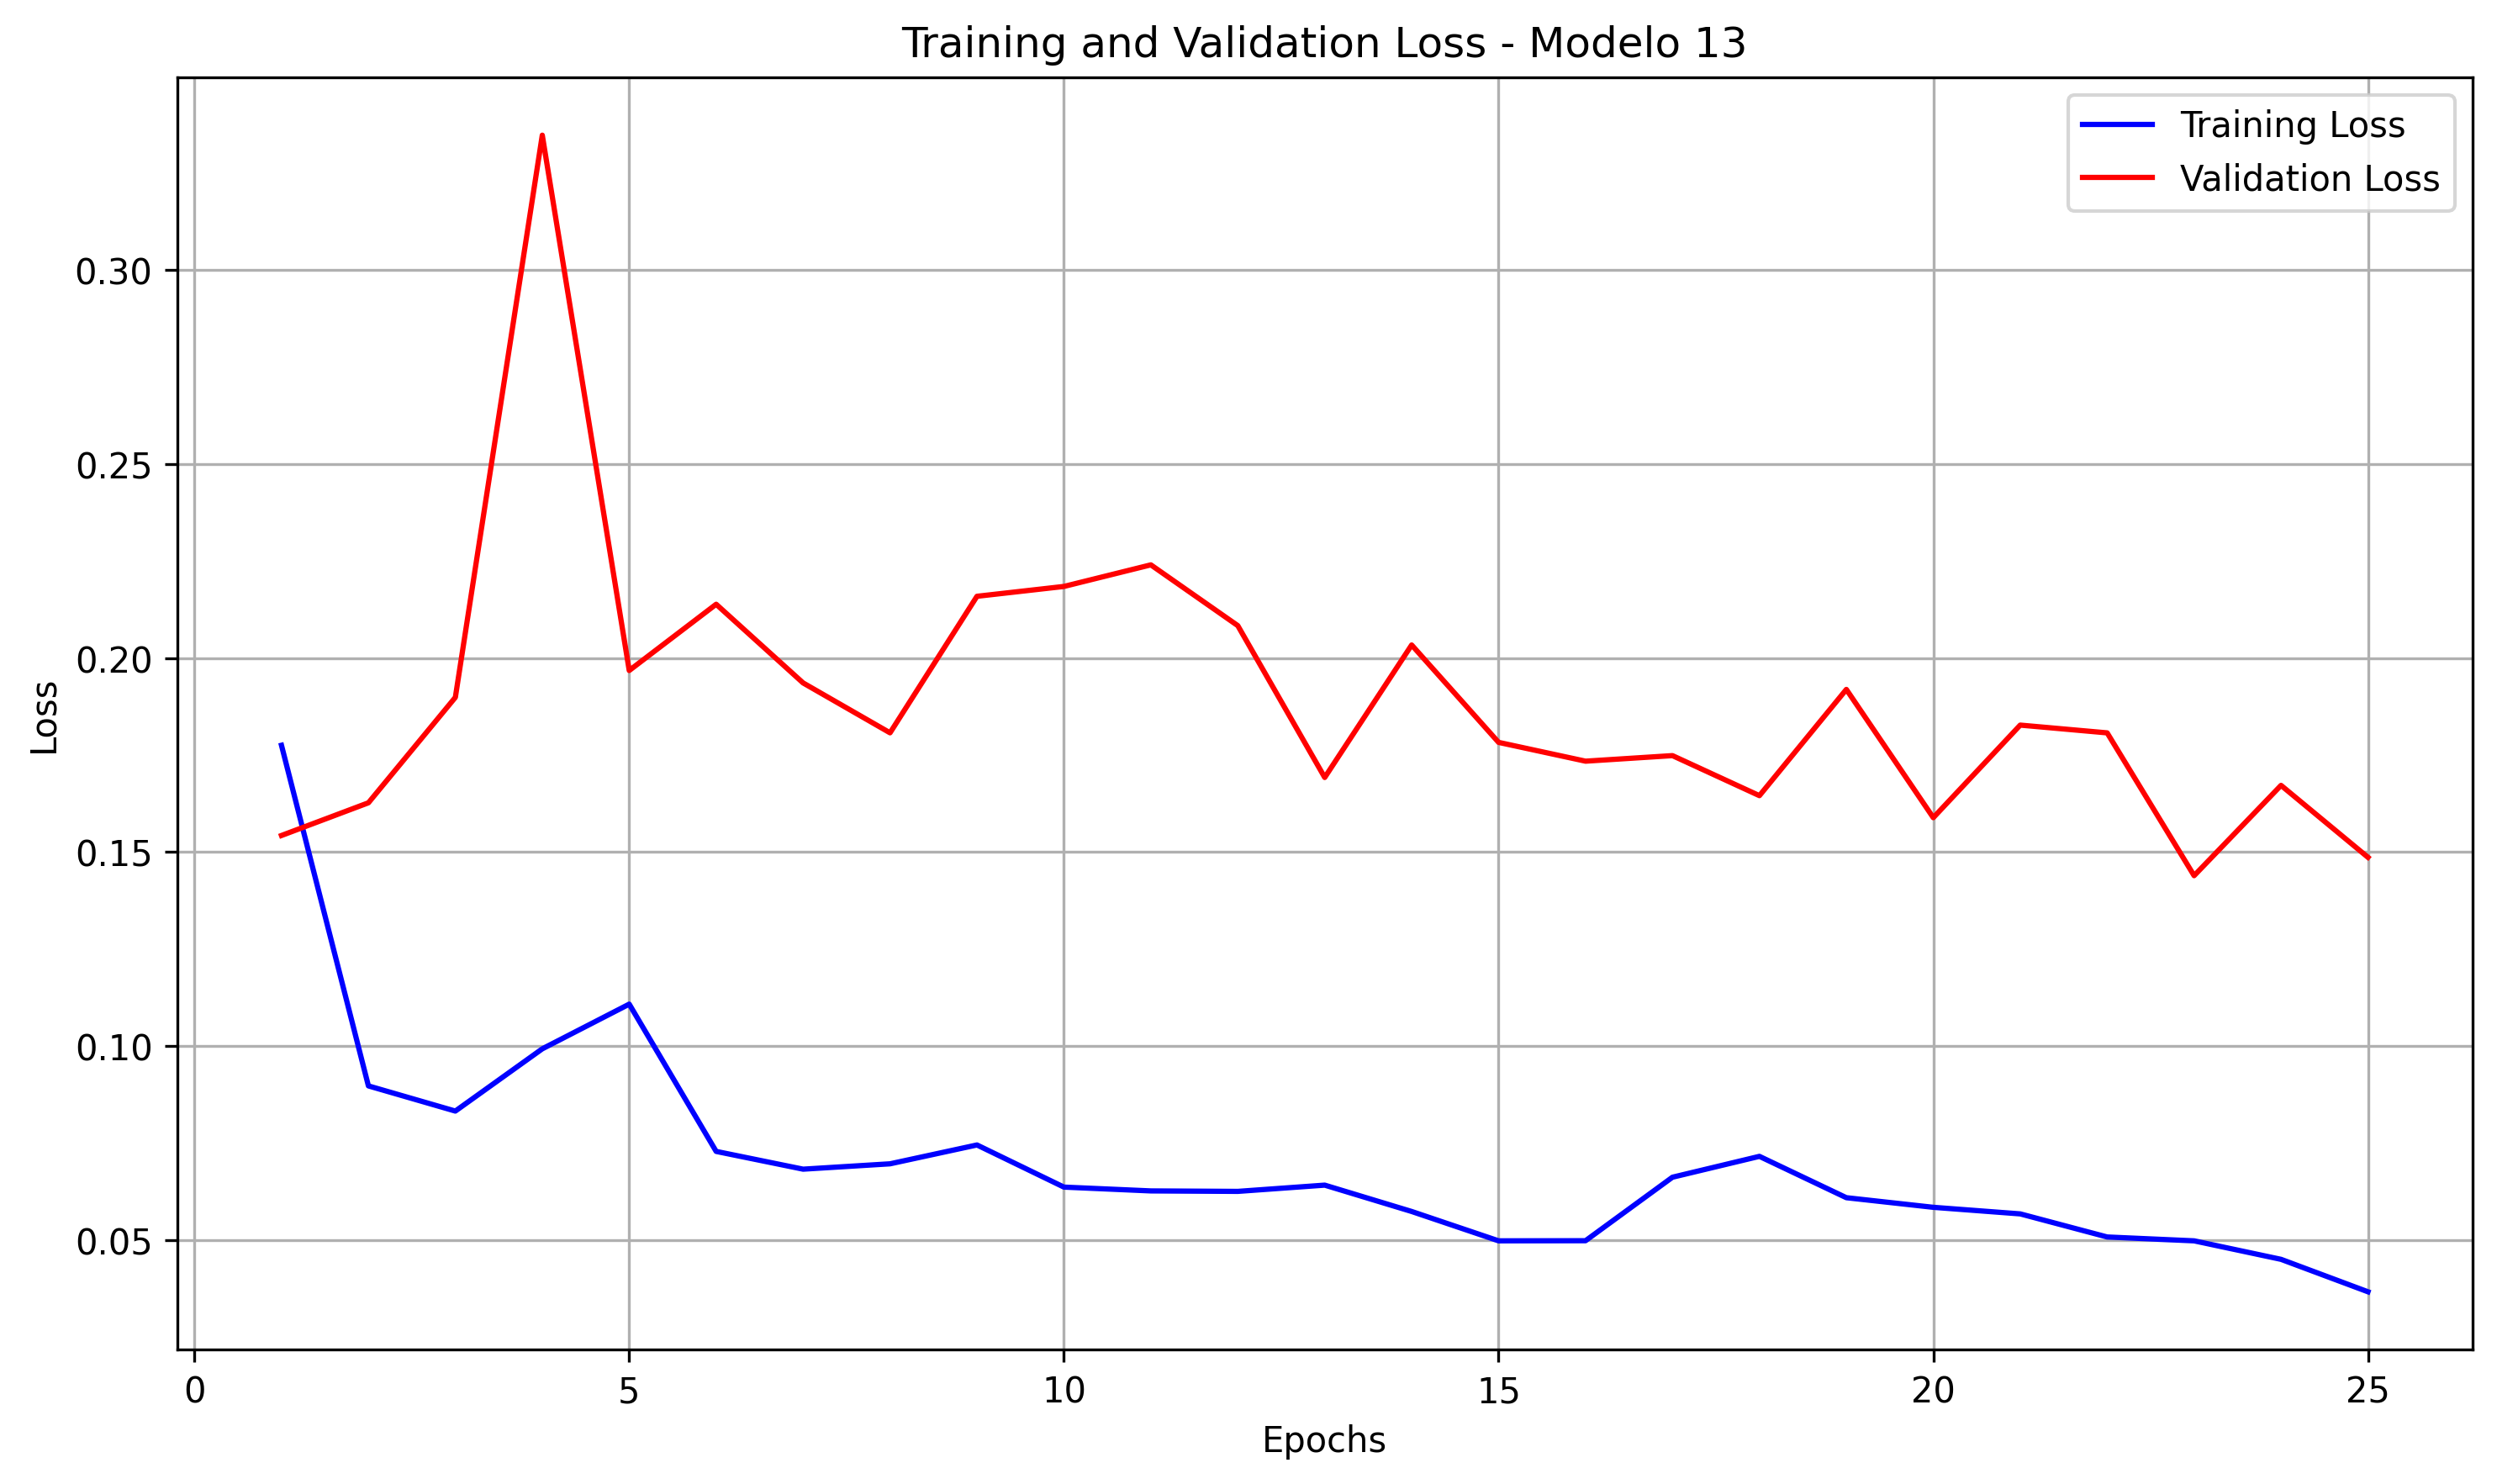 Training and Validation Loss - Modelo 13
Training Loss
Validation Loss
0.30
0.25
0.20
0.15
0.10
0.05
Loss
0 5 10 15 20 25
Epochs